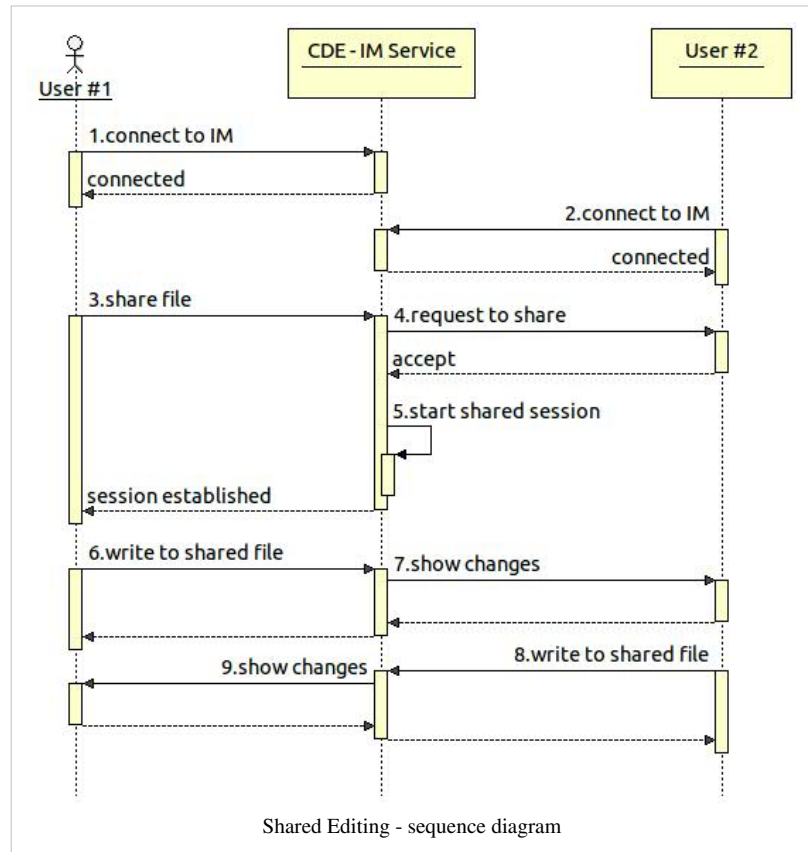 CDE - IM Service
User #2
User #1
1.connect to IM
connected
2.connect to IM
connected
3.share file
4.request to share
accept
5.start shared session
session established
6.write to shared file
7.show changes
8.write to shared file
9.show changes
Shared Editing - sequence diagram